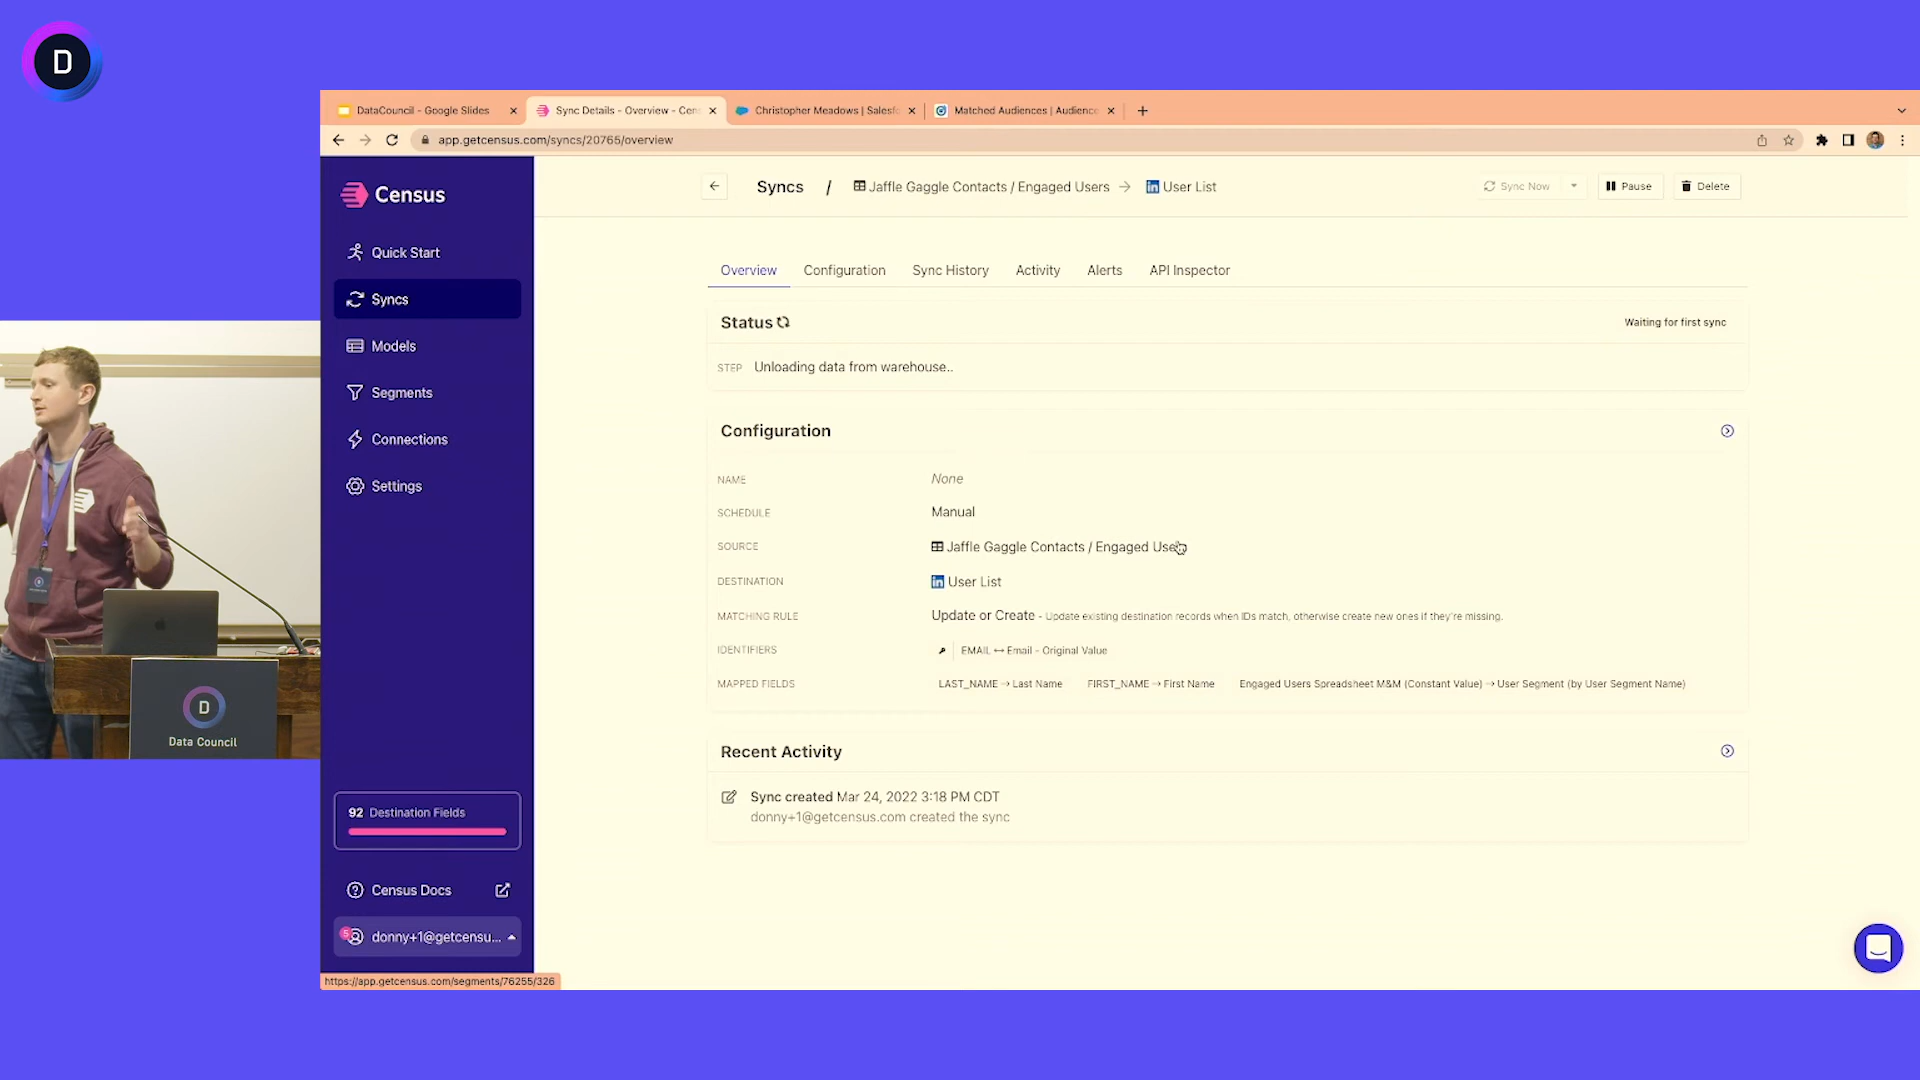 D
DataCouncil - Google Slides
Sync Details - Overview - Cen
Christopher Meadows | Salesfo
Matched Audiences | Audience
app.getcensus.com/syncs/20765/overview
Census
Syncs / Jaffle Gaggle Contacts / Engaged Users → User List
Sync Now
Pause
Delete
Quick Start
Syncs
Models
Segments
Connections
Settings
Overview
Configuration
Sync History
Activity
Alerts
API Inspector
Status
Waiting for first sync
STEP Unloading data from warehouse..
Configuration
NAME None
SCHEDULE Manual
SOURCE Jaffle Gaggle Contacts / Engaged Users
DESTINATION User List
MATCHING RULE Update or Create - Update existing destination records when IDs match, otherwise create new ones if they're missing.
IDENTIFIERS EMAIL ↔ Email - Original Value
MAPPED FIELDS LAST_NAME → Last Name FIRST_NAME → First Name Engaged Users Spreadsheet M&M (Constant Value) → User Segment (by User Segment Name)
Recent Activity
Sync created Mar 24, 2022 3:18 PM CDT
donny+1@getcensus.com created the sync
92 Destination Fields
Census Docs
5
donny+1@getcensu...
https://app.getcensus.com/segments/76255/326
D
Data Council